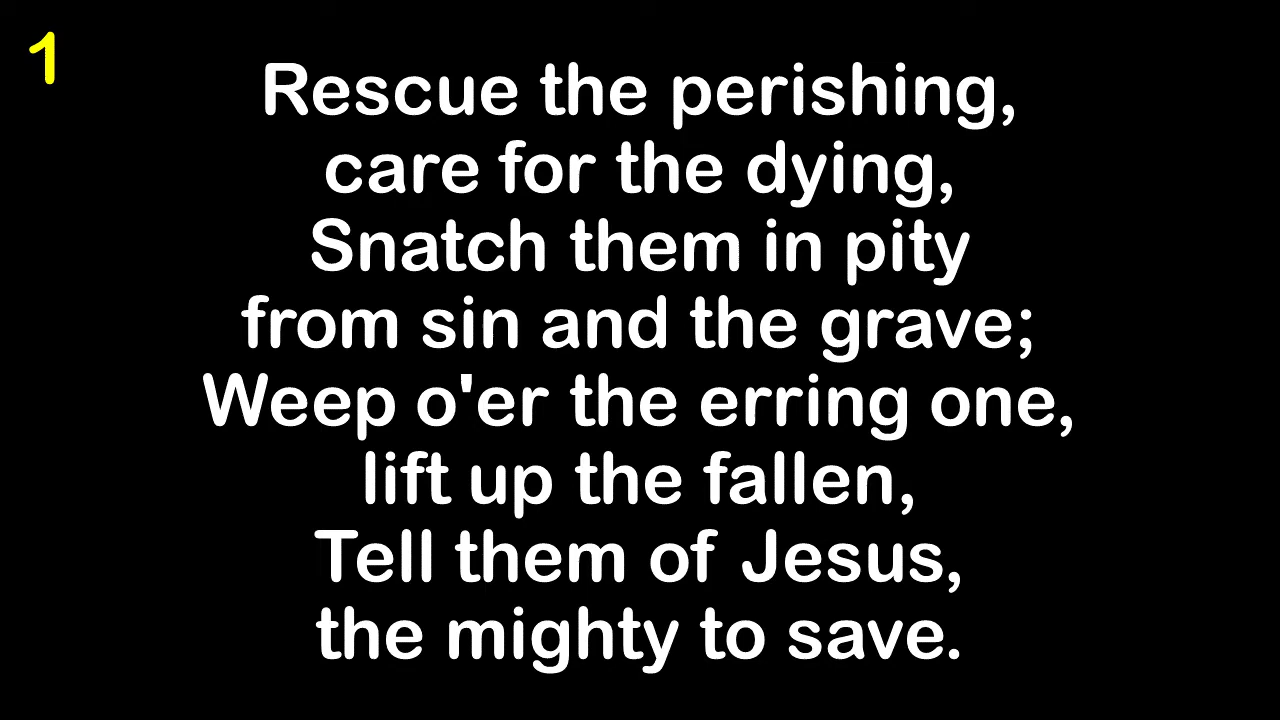 1
Rescue the perishing,
care for the dying,
Snatch them in pity
from sin and the grave;
Weep o'er the erring one,
lift up the fallen,
Tell them of Jesus,
the mighty to save.